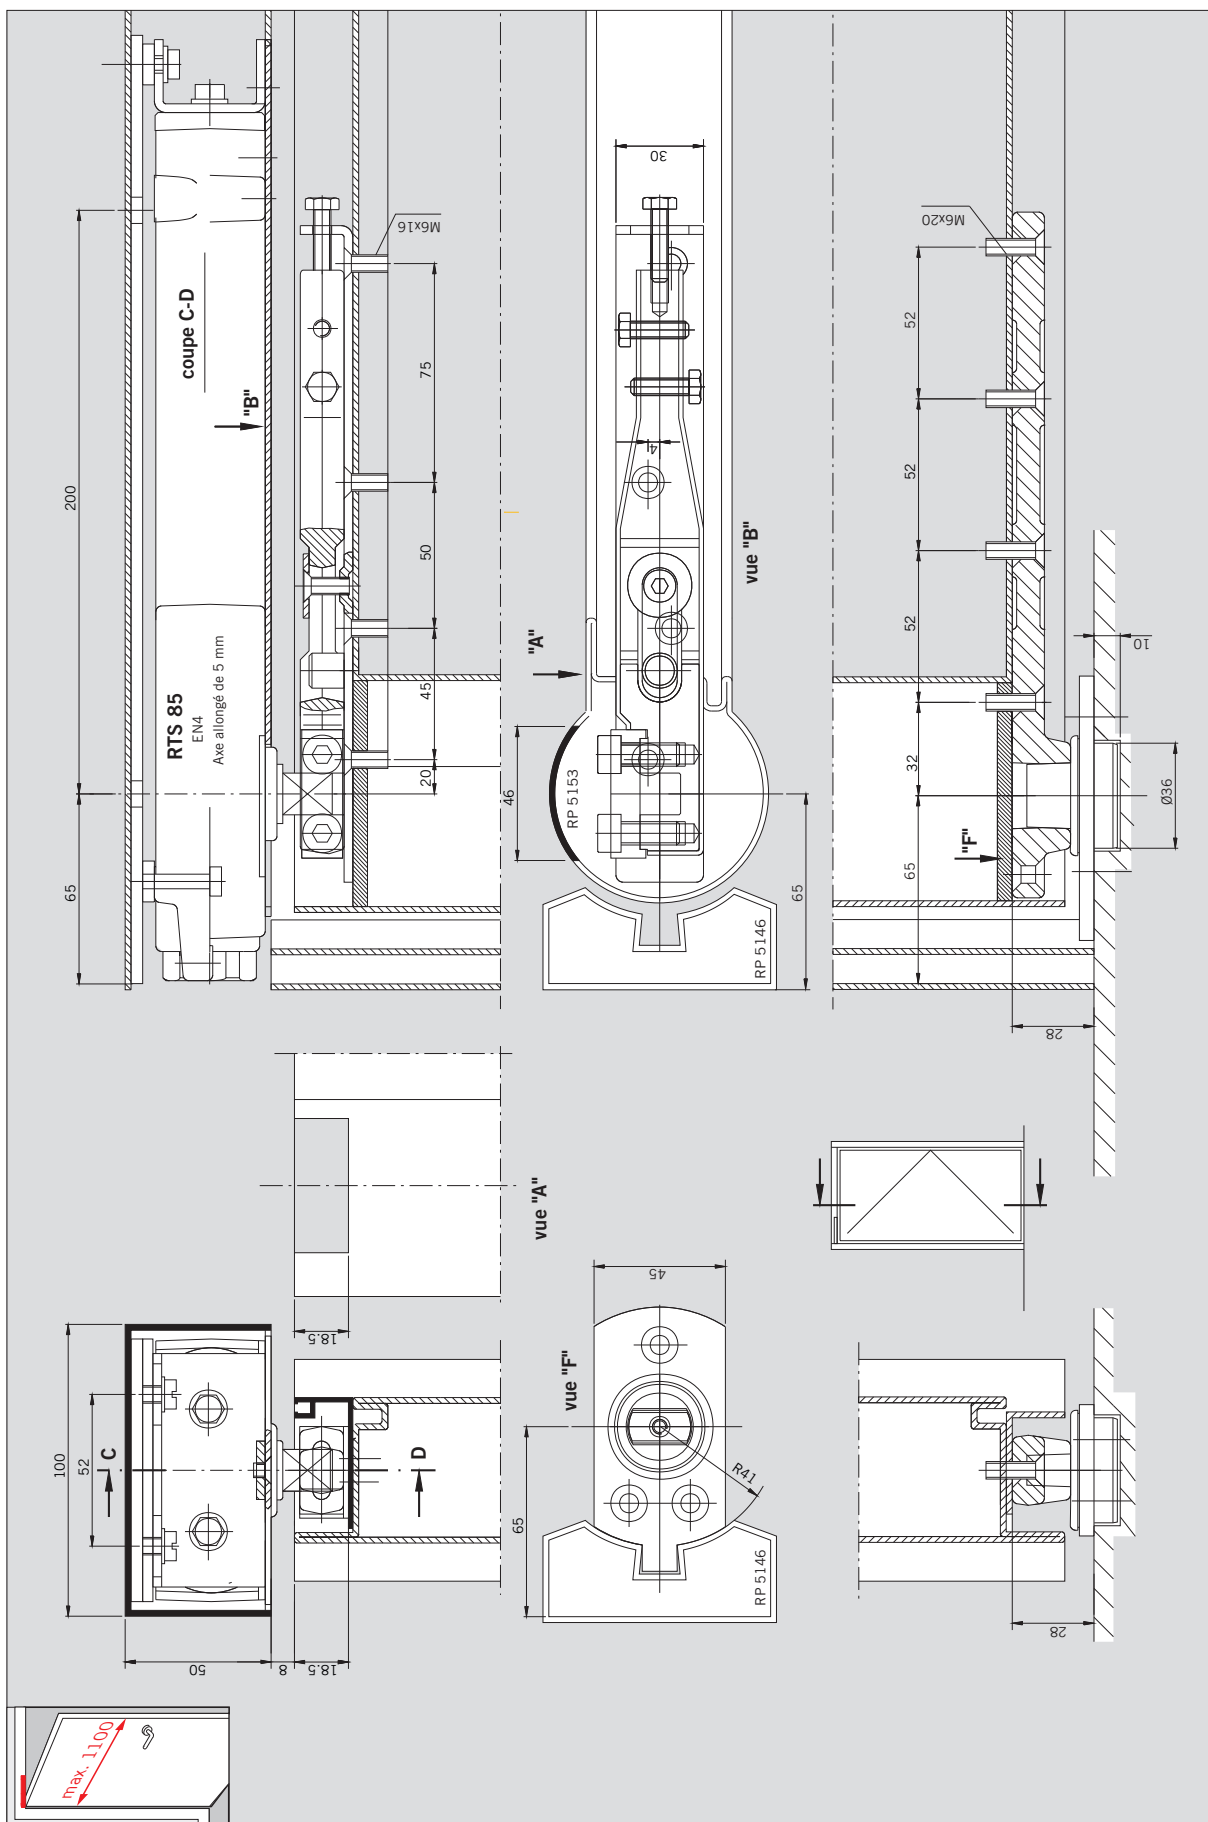 30
M6x16
M6x20
coupe C-D
"B"
200
75
52
4
50
52
vue "B"
52
"A"
10
RTS 85
EN4
Axe allongé de 5 mm
45
20
46
RP 5153
32
Ø36
"F"
65
65
65
RP 5146
28
vue "A"
18.5
45
vue "F"
100
52
C
D
R41
65
RP 5146
28
50
8
18.5
max. 1100